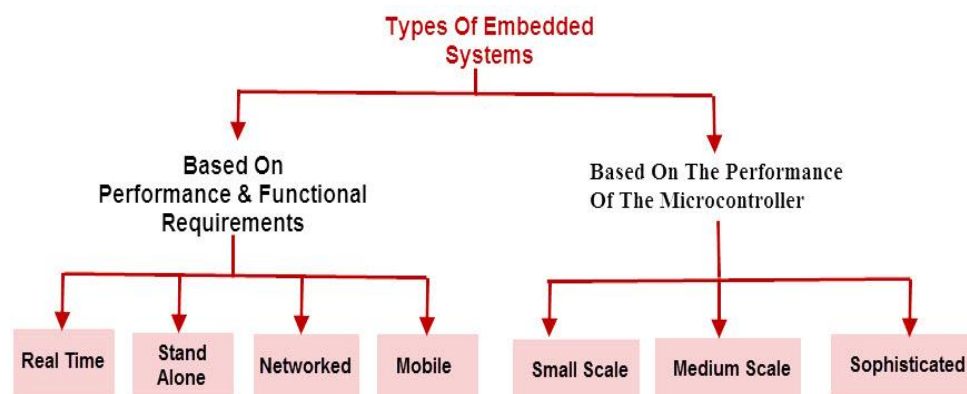 Types Of Embedded
Systems
Based On
Performance & Functional
Requirements
Based On The Performance
Of The Microcontroller
Real Time
Stand
Alone
Networked
Mobile
Small Scale
Medium Scale
Sophisticated